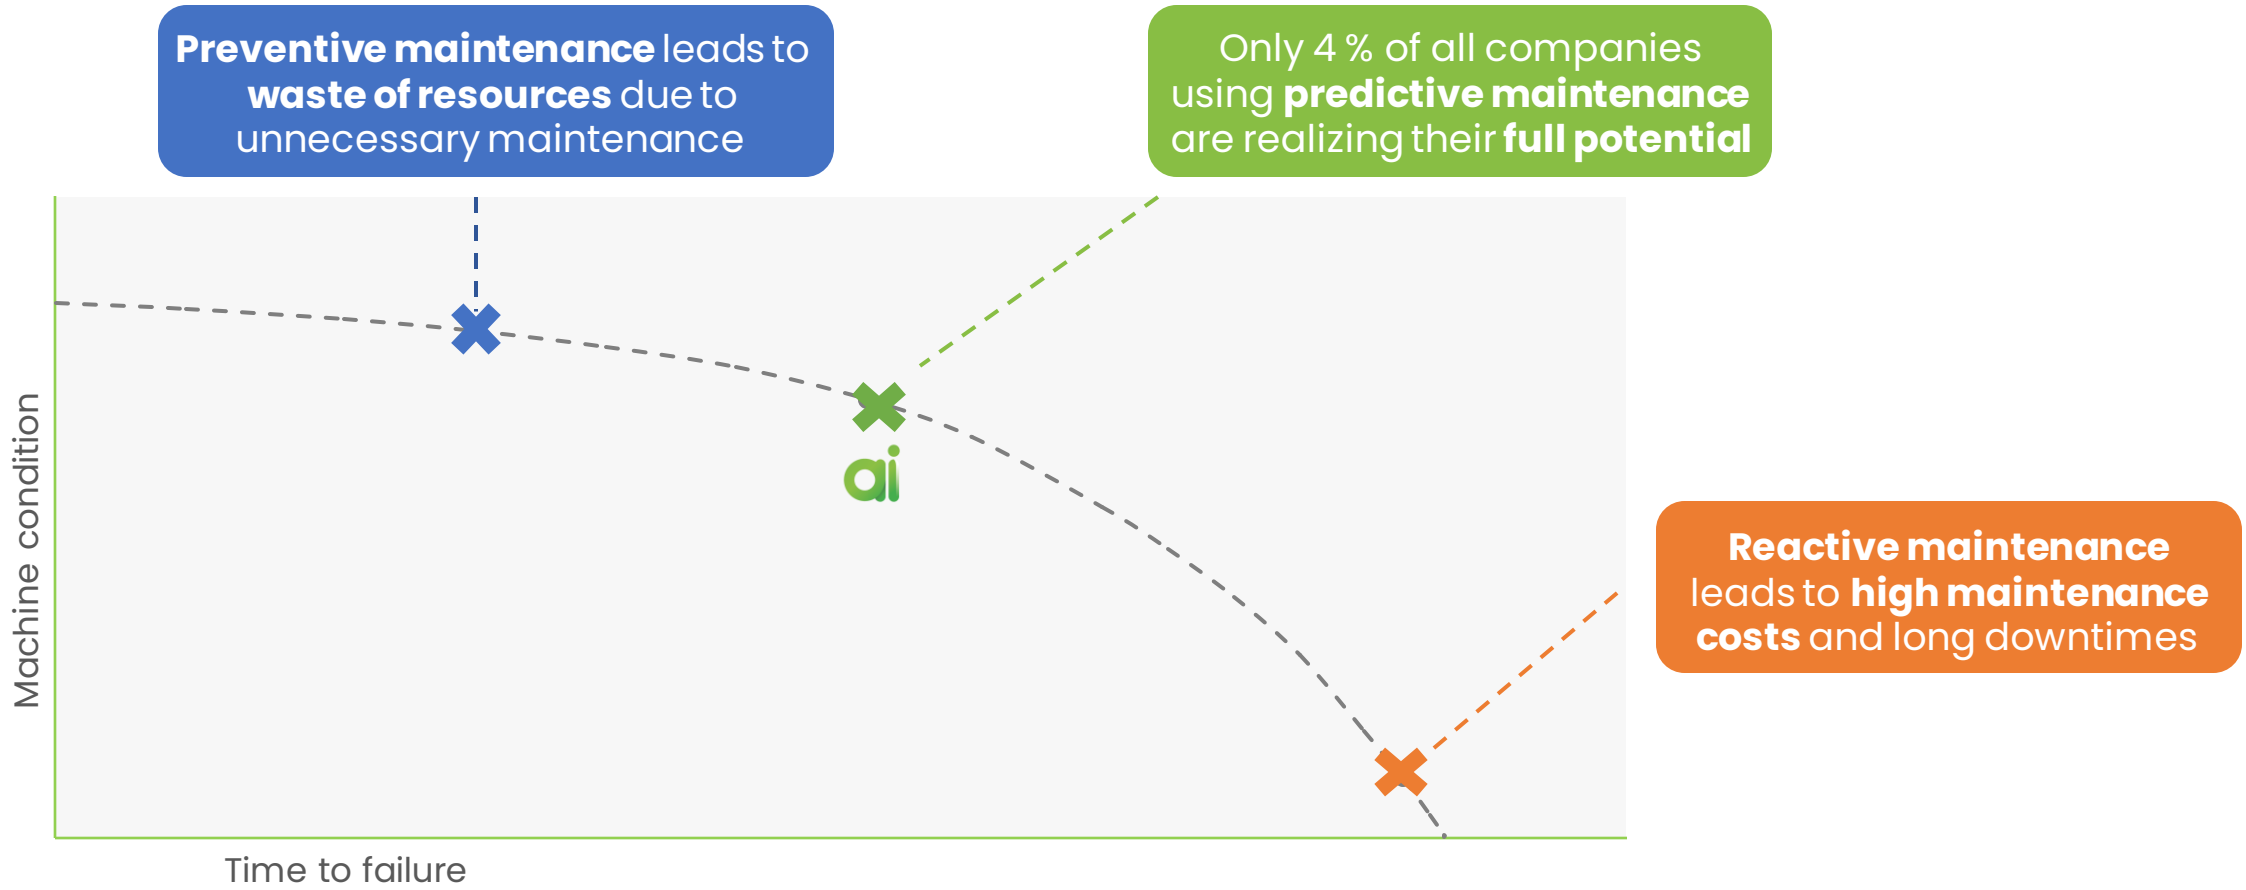 Preventive maintenance leads to
waste of resources due to
unnecessary maintenance
Only 4 % of all companies
using predictive maintenance
are realizing their full potential
Machine condition
ai
Reactive maintenance
leads to high maintenance
costs and long downtimes
Time to failure